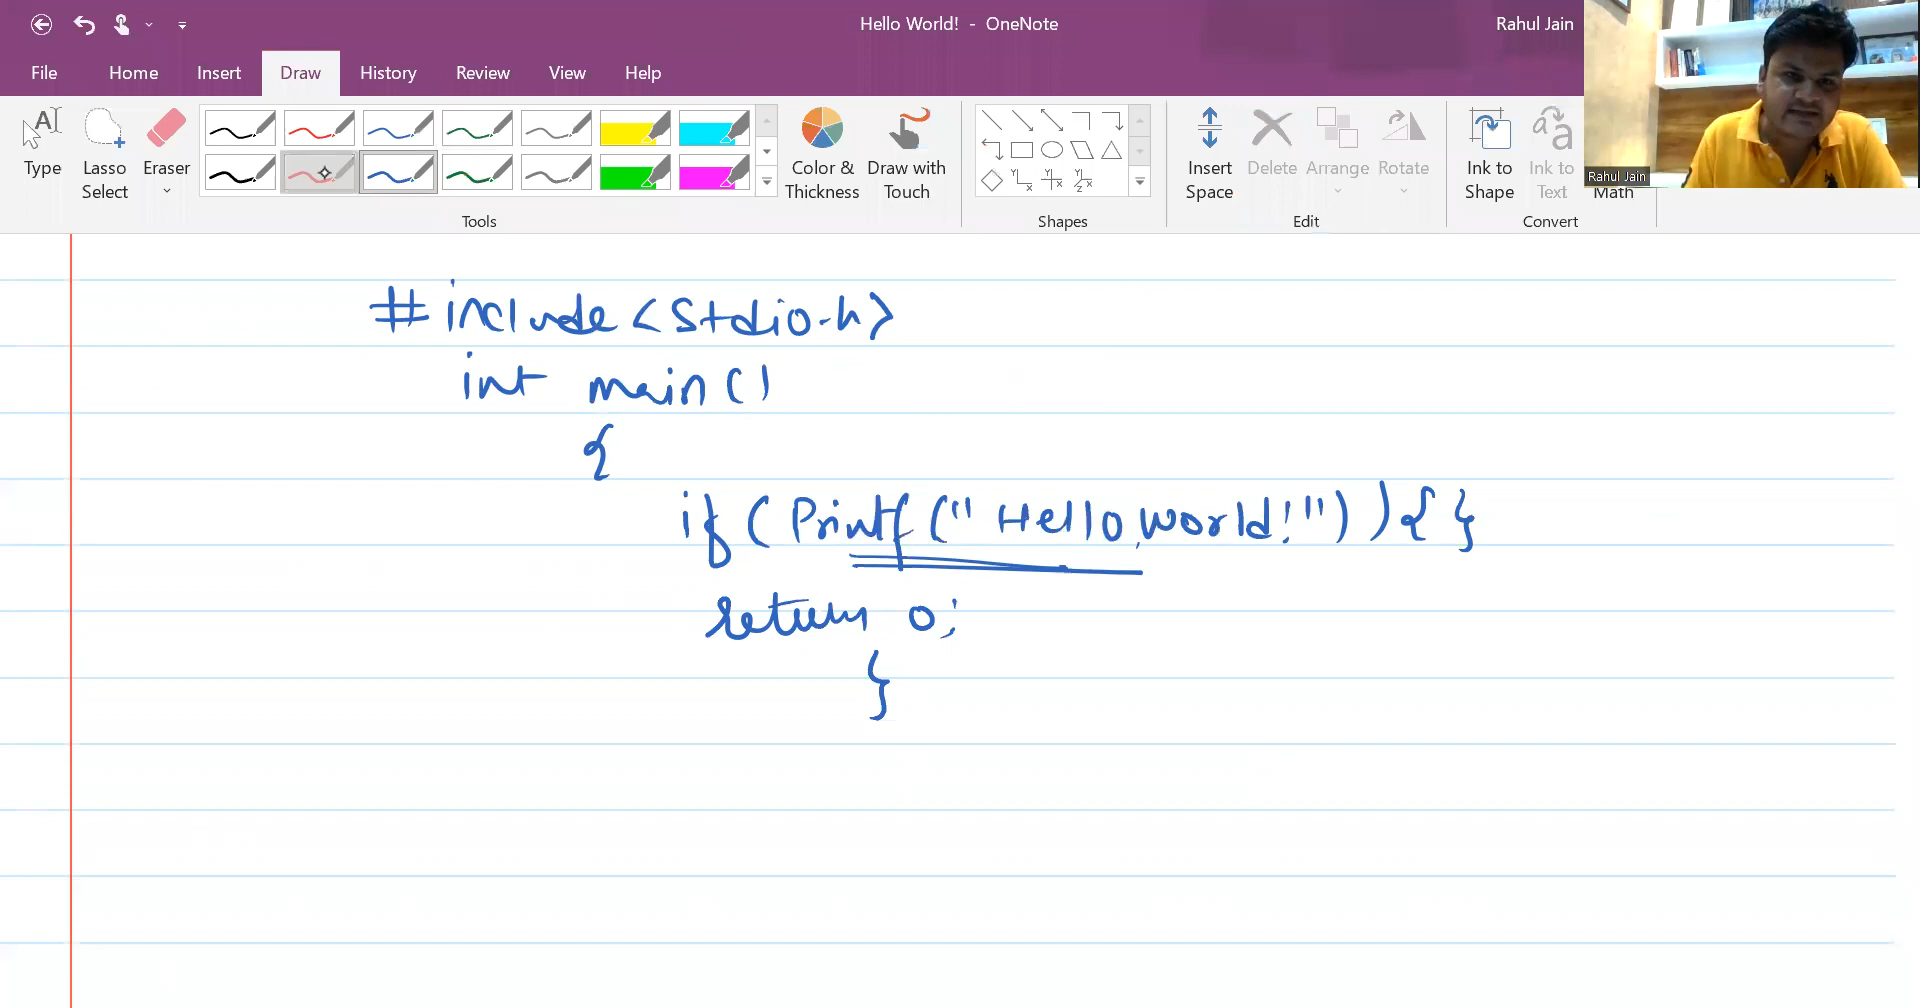 Hello World! - OneNote
Rahul Jain
File Home Insert Draw History Review View Help
Type
Lasso Select
Eraser
Color & Thickness
Draw with Touch
Insert Space
Delete
Arrange
Rotate
Ink to Shape
Ink to Text
Math
Rahul Jain
Tools
Shapes
Edit
Convert
#include<stdio.h>
int main()
{
if(Printf("Hello,World!")){}
return 0;
}